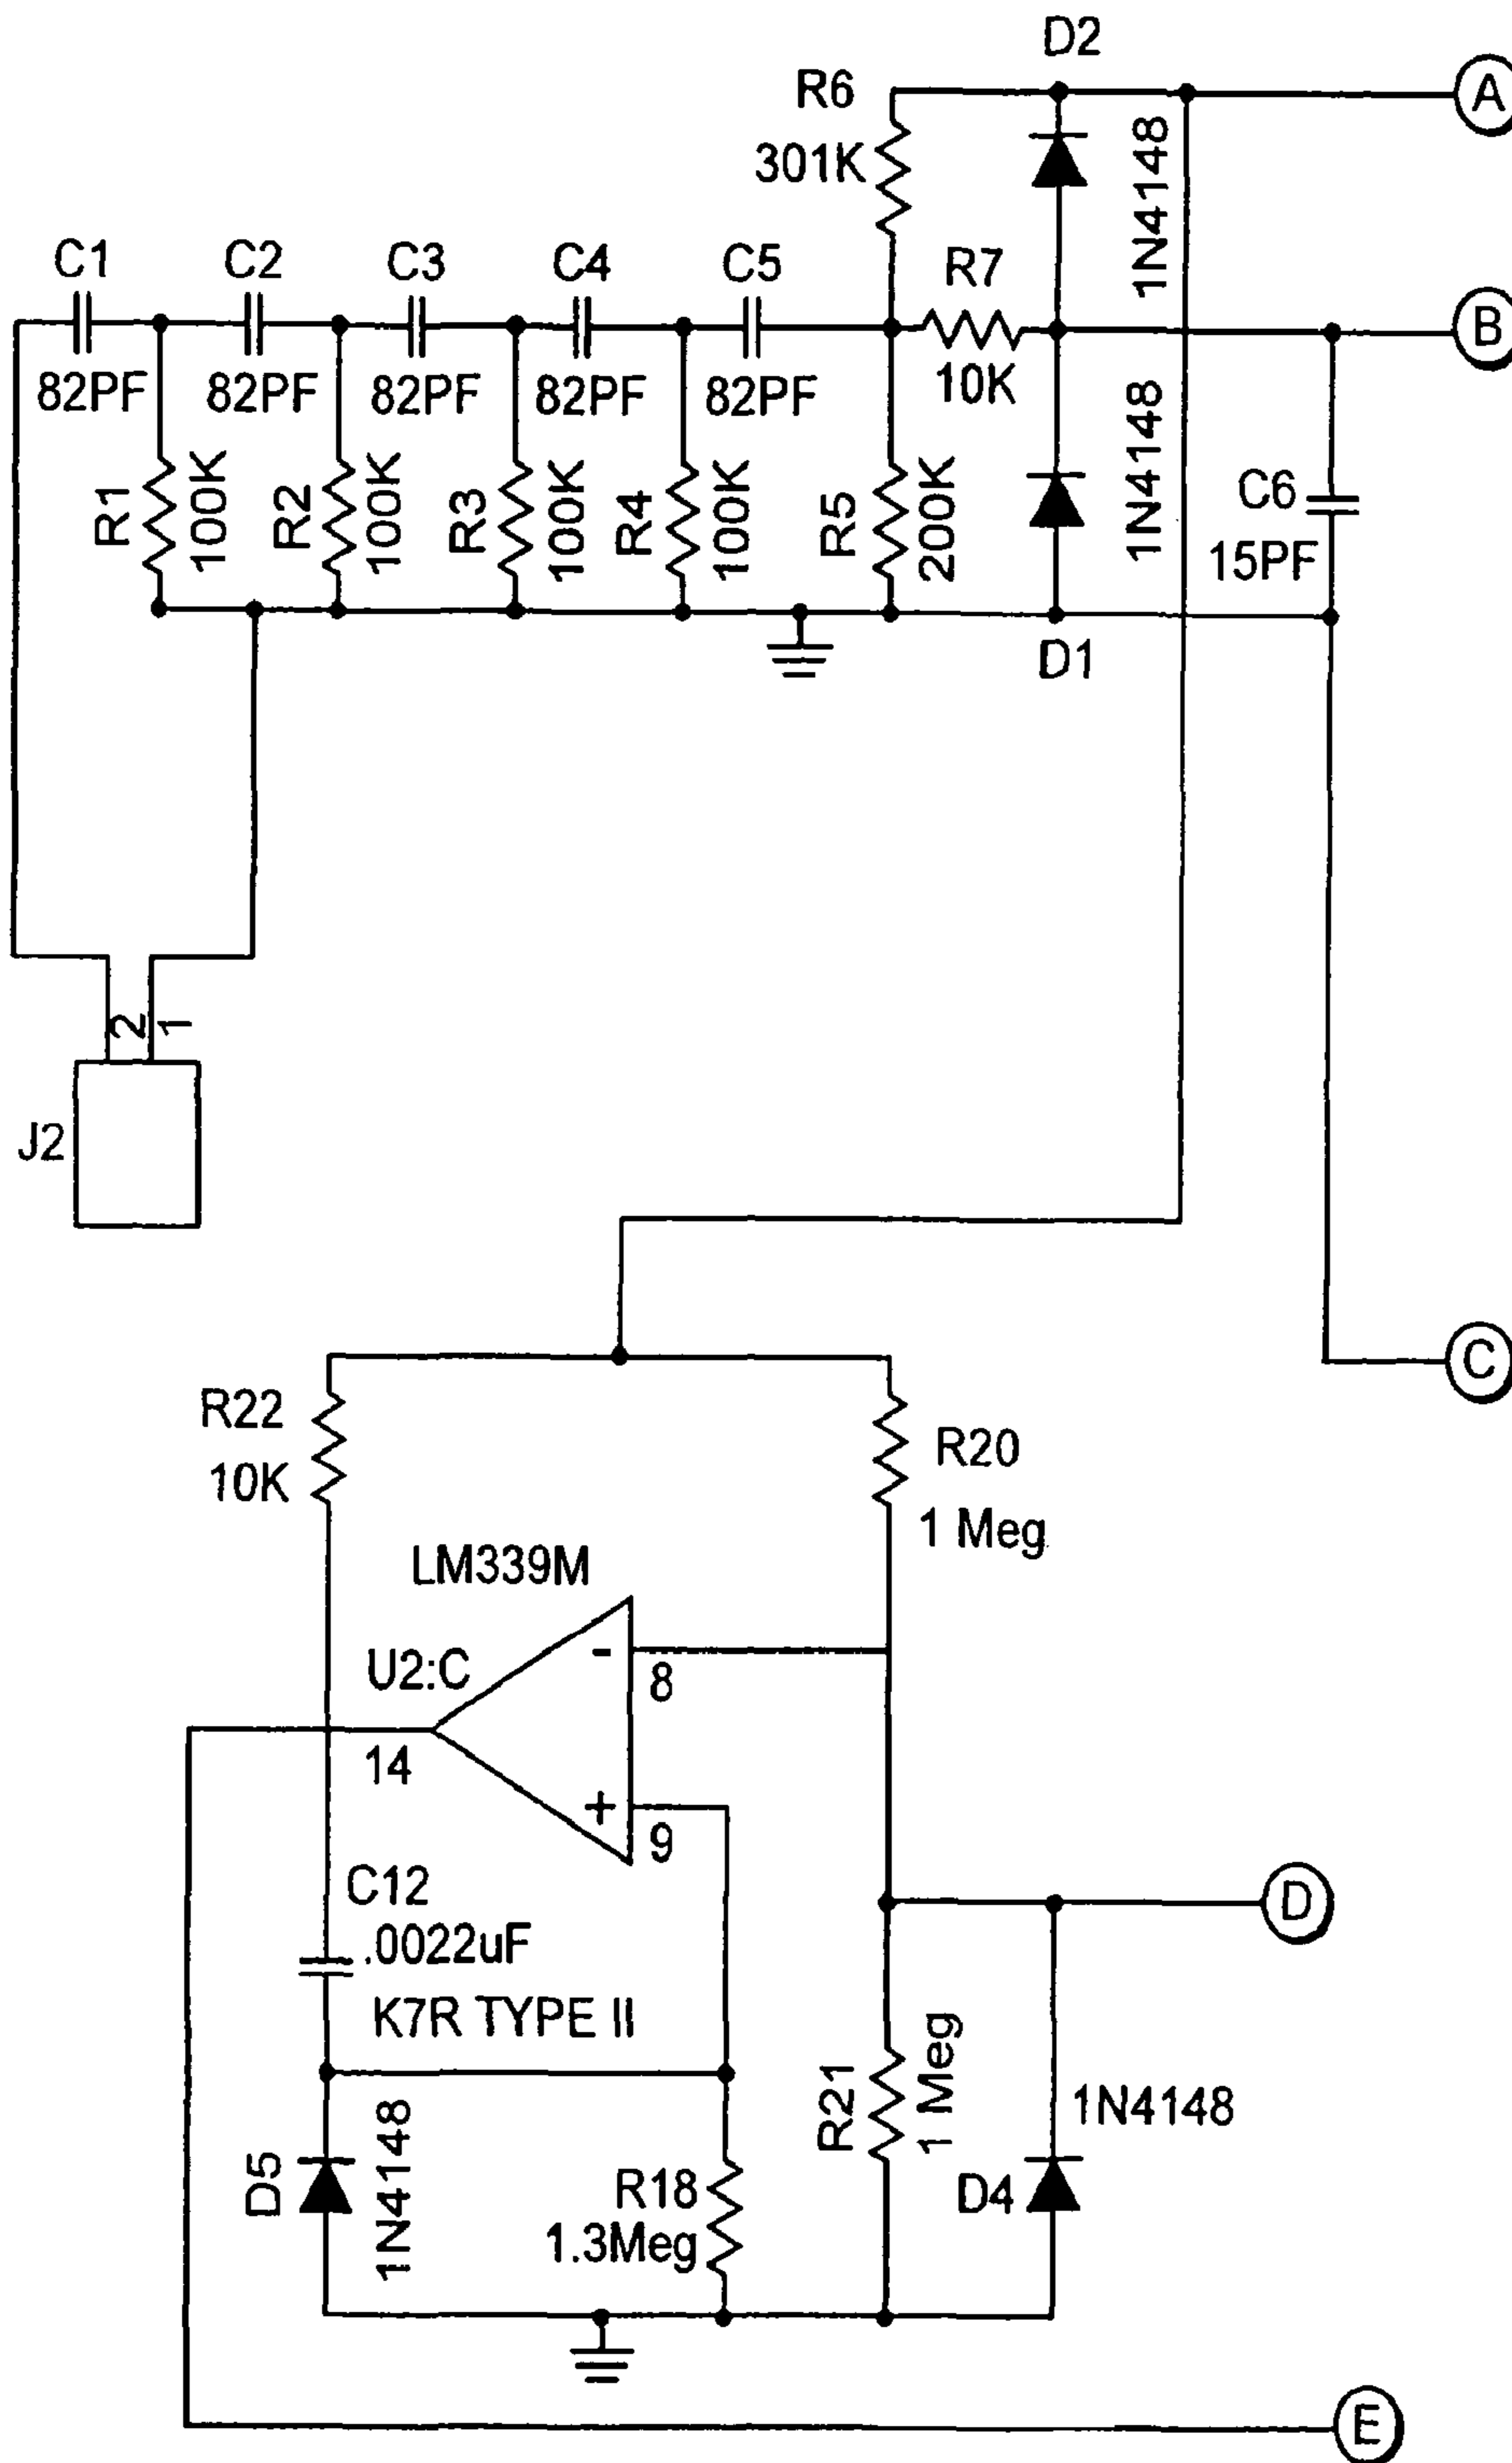 D2
A
R6
301K
1N4148
C1
C2
C3
C4
C5
R7
B
82PF
82PF
82PF
82PF
82PF
10K
1N4148
R1
100K
R2
100K
R3
100K
R4
100K
R5
200K
C6
15PF
D1
2
1
J2
C
R22
10K
R20
1 Meg
LM339M
U2:C
-
8
14
+
9
C12
.0022uF
D
K7R TYPE II
R21
1 Meg
1N4148
D5
1N4148
R18
1.3Meg
D4
E